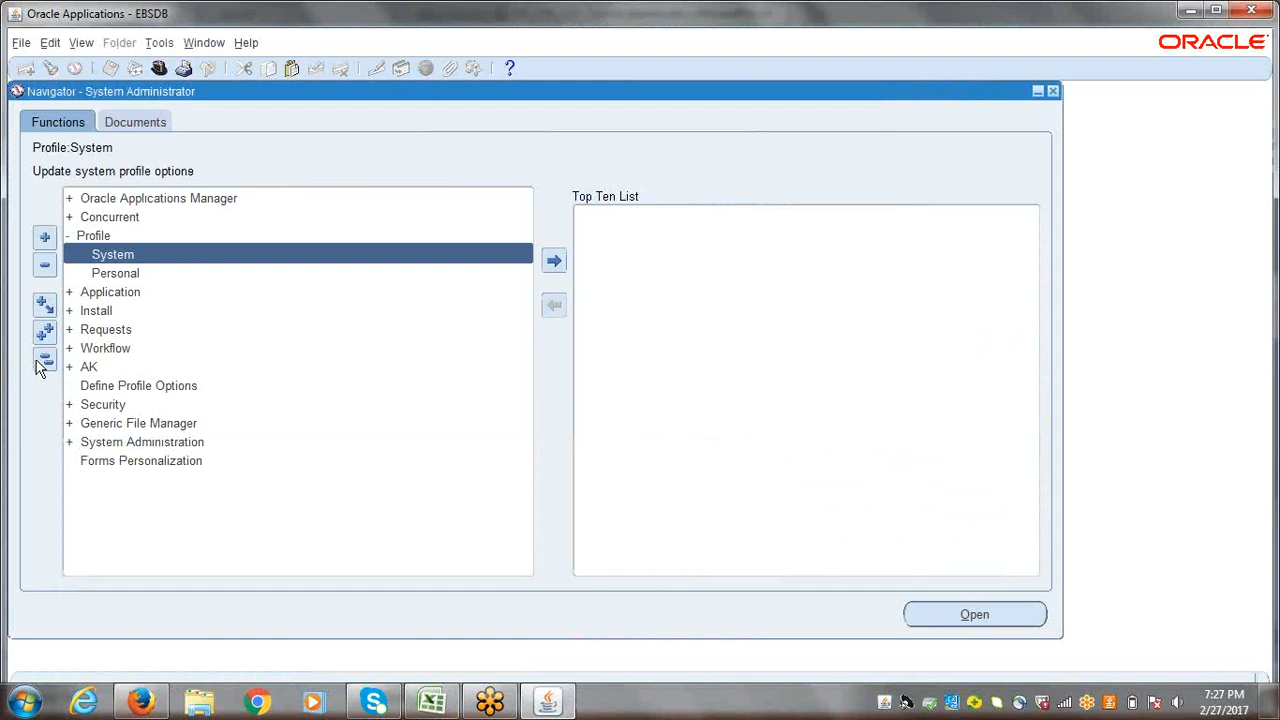 Oracle Applications - EBSDB
File Edit View Folder Tools Window Help
ORACLE
Navigator - System Administrator
Functions Documents
Profile:System
Update system profile options
Top Ten List
+ Oracle Applications Manager
+ Concurrent
- Profile
System
Personal
+ Application
+ Install
+ Requests
+ Workflow
+ AK
Define Profile Options
+ Security
+ Generic File Manager
+ System Administration
Forms Personalization
Open
7:27 PM
2/27/2017